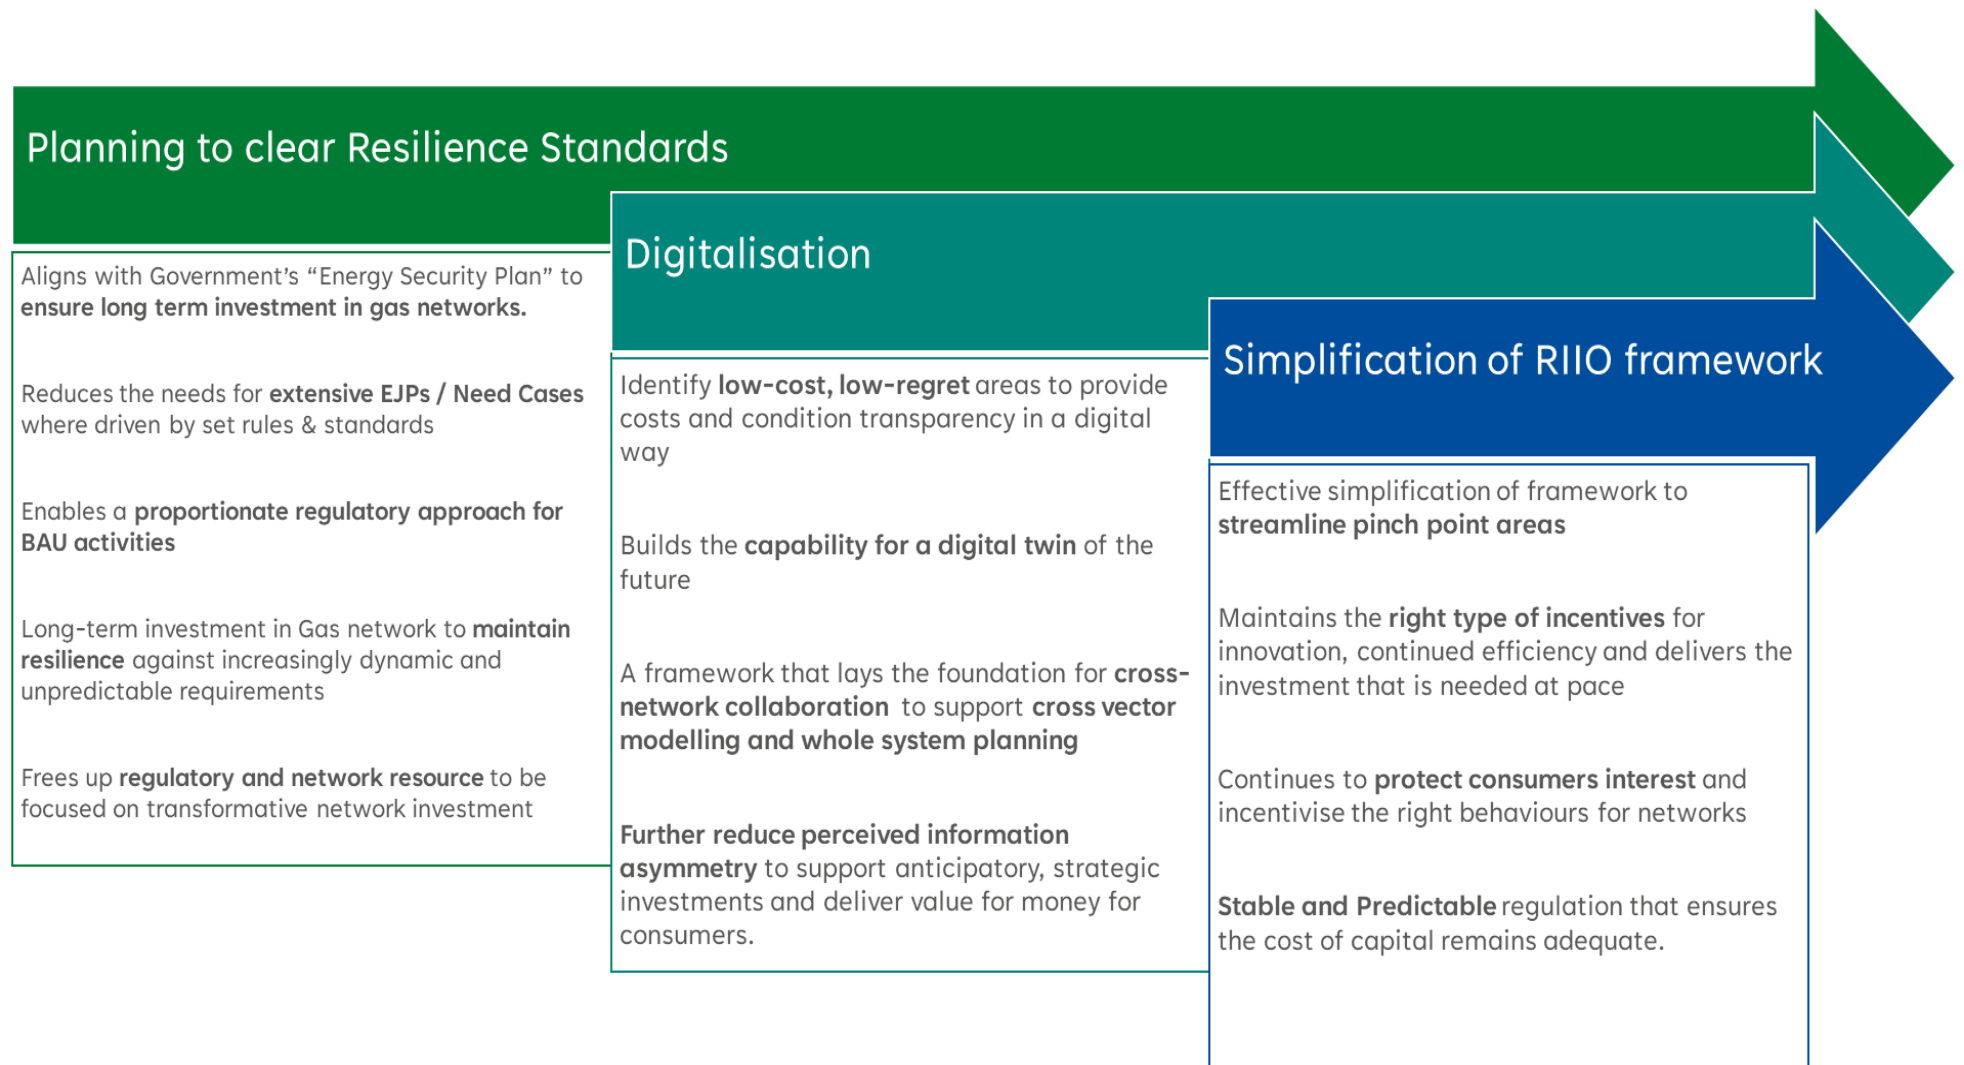 Planning to clear Resilience Standards
Aligns with Government’s “Energy Security Plan” to
ensure long term investment in gas networks.
Reduces the needs for extensive EJPs / Need Cases
where driven by set rules & standards
Enables a proportionate regulatory approach for
BAU activities
Long-term investment in Gas network to maintain
resilience against increasingly dynamic and
unpredictable requirements
Frees up regulatory and network resource to be
focused on transformative network investment
Digitalisation
Identify low-cost, low-regret areas to provide
costs and condition transparency in a digital
way
Builds the capability for a digital twin of the
future
A framework that lays the foundation for cross-
network collaboration to support cross vector
modelling and whole system planning
Further reduce perceived information
asymmetry to support anticipatory, strategic
investments and deliver value for money for
consumers.
Simplification of RIIO framework
Effective simplification of framework to
streamline pinch point areas
Maintains the right type of incentives for
innovation, continued efficiency and delivers the
investment that is needed at pace
Continues to protect consumers interest and
incentivise the right behaviours for networks
Stable and Predictable regulation that ensures
the cost of capital remains adequate.